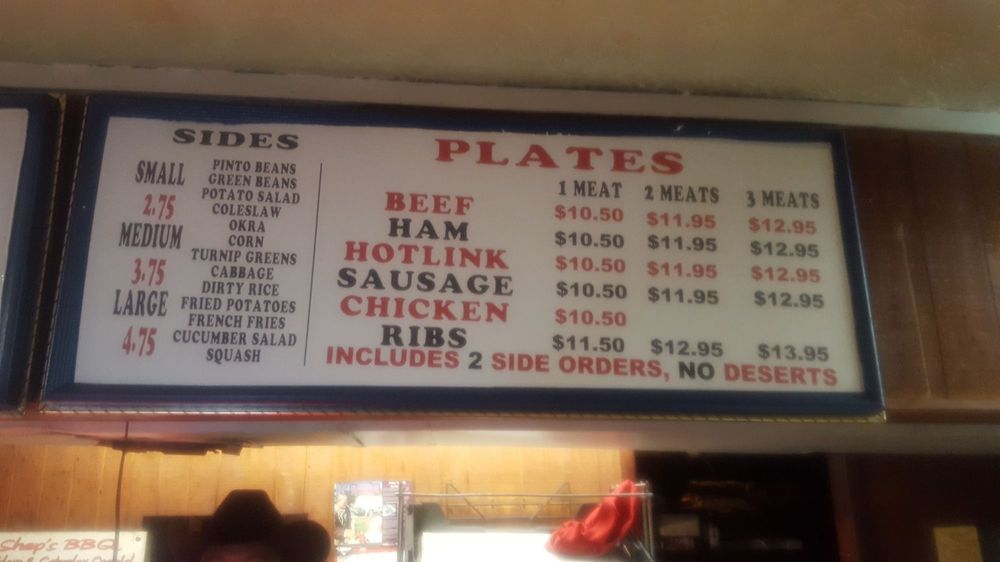 SIDES
SMALL
2.75
MEDIUM
3.75
LARGE
4.75
PINTO BEANS
GREEN BEANS
POTATO SALAD
COLESLAW
OKRA
CORN
TURNIP GREENS
CABBAGE
DIRTY RICE
FRIED POTATOES
FRENCH FRIES
CUCUMBER SALAD
SQUASH
PLATES
1 MEAT 2 MEATS 3 MEATS
BEEF $10.50 $11.95 $12.95
HAM $10.50 $11.95 $12.95
HOTLINK $10.50 $11.95 $12.95
SAUSAGE $10.50 $11.95 $12.95
CHICKEN $10.50
RIBS $11.50 $12.95 $13.95
INCLUDES 2 SIDE ORDERS, NO DESERTS
BBQ